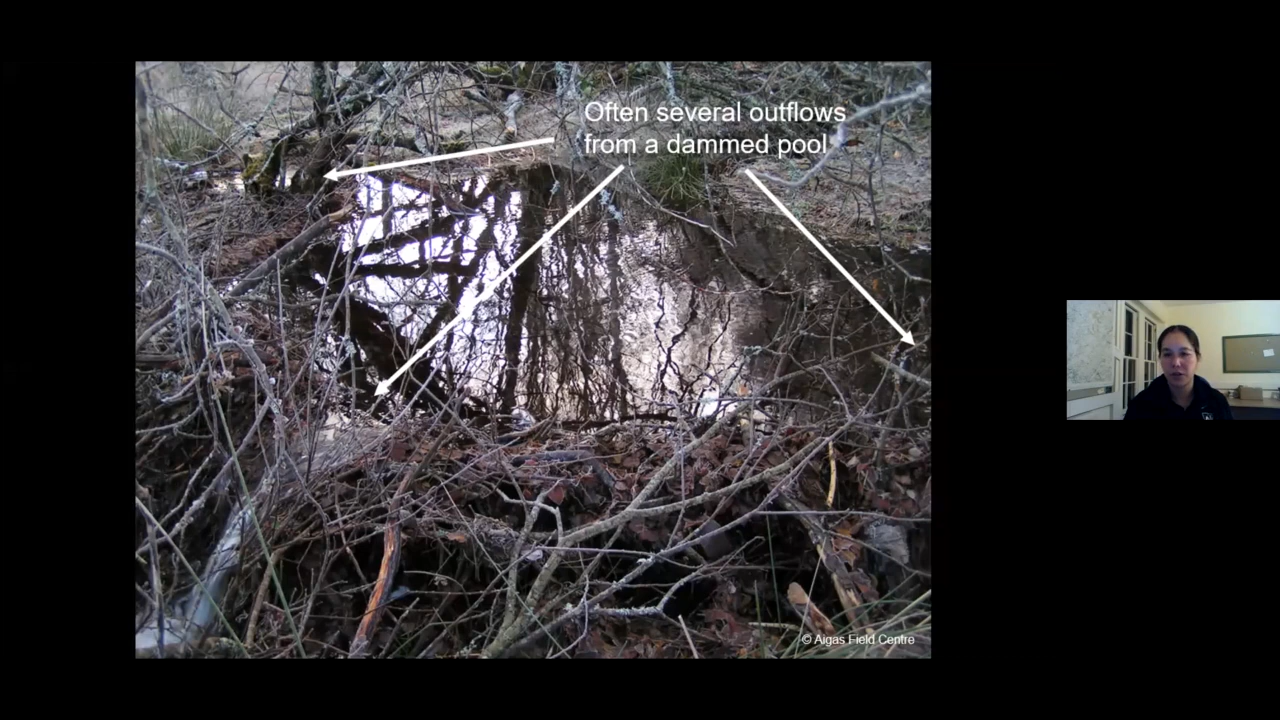 Often several outflows
from a dammed pool
© Aigas Field Centre